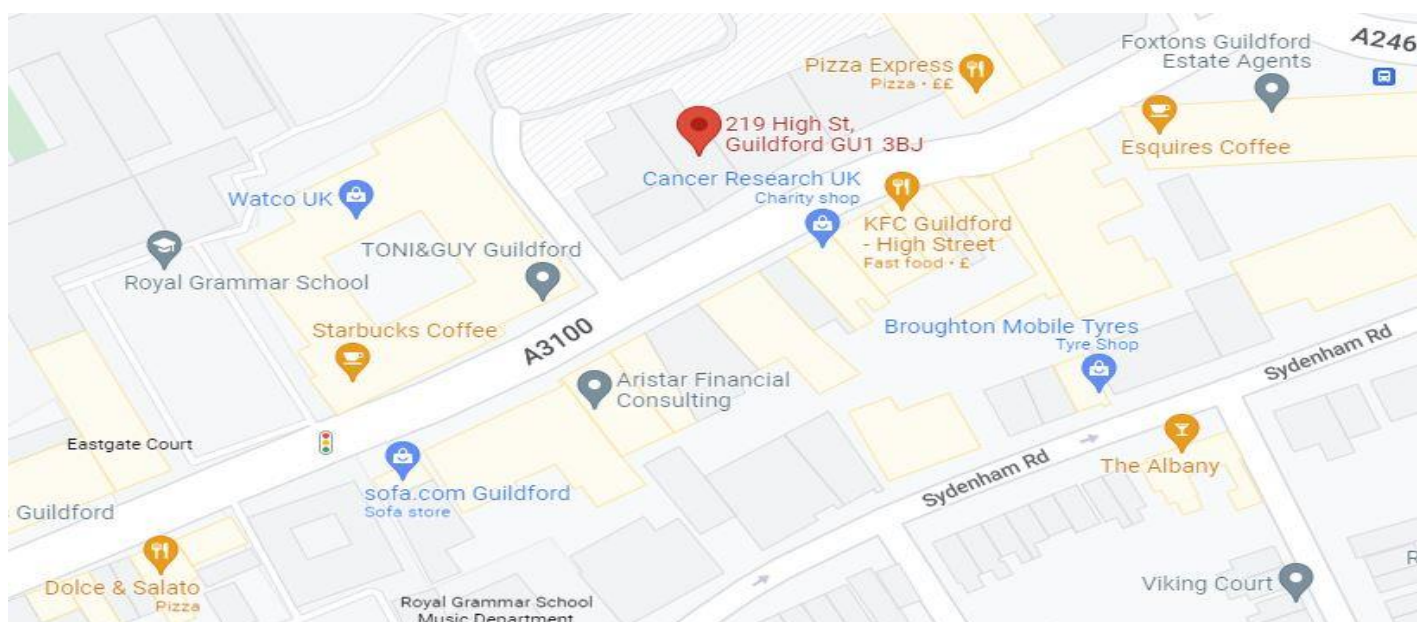 Foxtons Guildford
Estate Agents
A246
Pizza Express
Pizza · ££
219 High St,
Guildford GU1 3BJ
Esquires Coffee
Cancer Research UK
Charity shop
Watco UK
KFC Guildford
- High Street
Fast food · £
TONI&GUY Guildford
Royal Grammar School
Starbucks Coffee
A3100
Broughton Mobile Tyres
Tyre Shop
Sydenham Rd
Aristar Financial
Consulting
Eastgate Court
The Albany
Sydenham Rd
sofa.com Guildford
Sofa store
Guildford
Dolce & Salato
Pizza
Viking Court
Royal Grammar School
Music Department